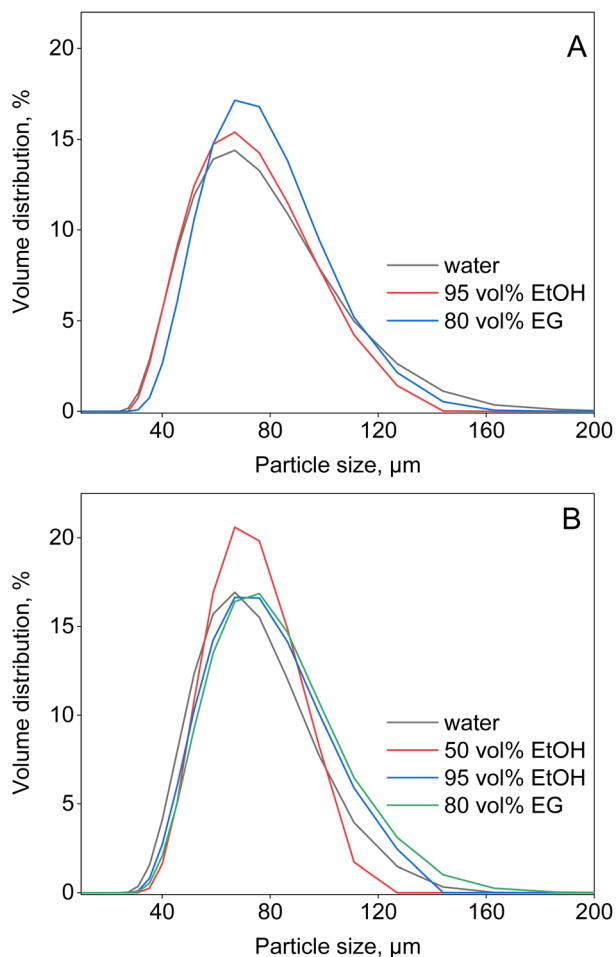 A
Volume distribution, %
20
15
10
5
0
water
95 vol% EtOH
80 vol% EG
40 80 120 160 200
Particle size, µm
B
Volume distribution, %
20
15
10
5
0
water
50 vol% EtOH
95 vol% EtOH
80 vol% EG
40 80 120 160 200
Particle size, µm